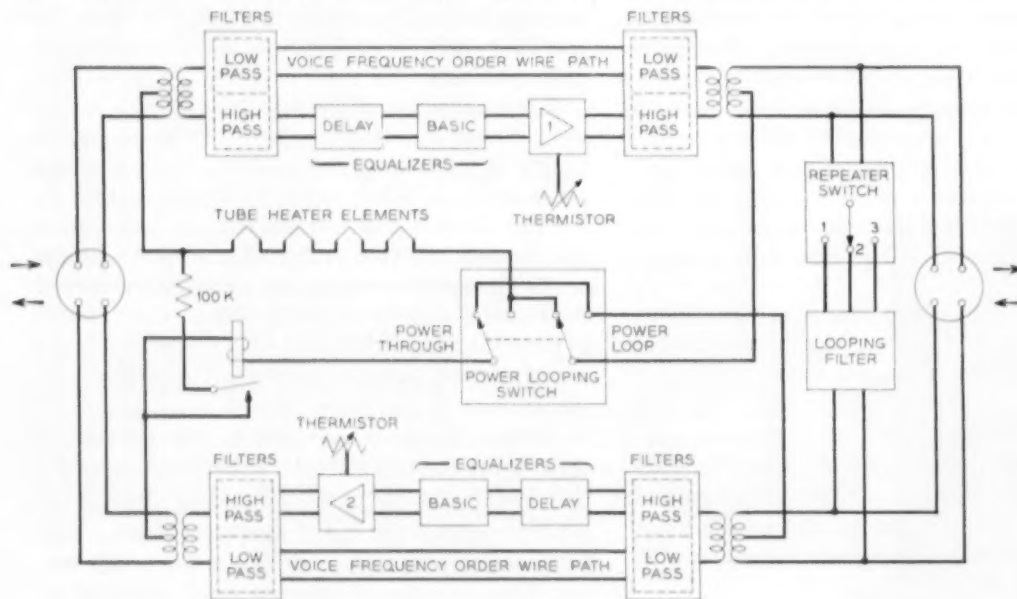 FILTERS
FILTERS
LOW
PASS
VOICE FREQUENCY ORDER WIRE PATH
LOW
PASS
HIGH
PASS
DELAY
BASIC
1
HIGH
PASS
EQUALIZERS
THERMISTOR
REPEATER
SWITCH
1
2
3
TUBE HEATER ELEMENTS
100 K
POWER
THROUGH
POWER
LOOP
POWER LOOPING
SWITCH
LOOPING
FILTER
THERMISTOR
FILTERS
EQUALIZERS
FILTERS
HIGH
PASS
2
BASIC
DELAY
HIGH
PASS
LOW
PASS
VOICE FREQUENCY ORDER WIRE PATH
LOW
PASS